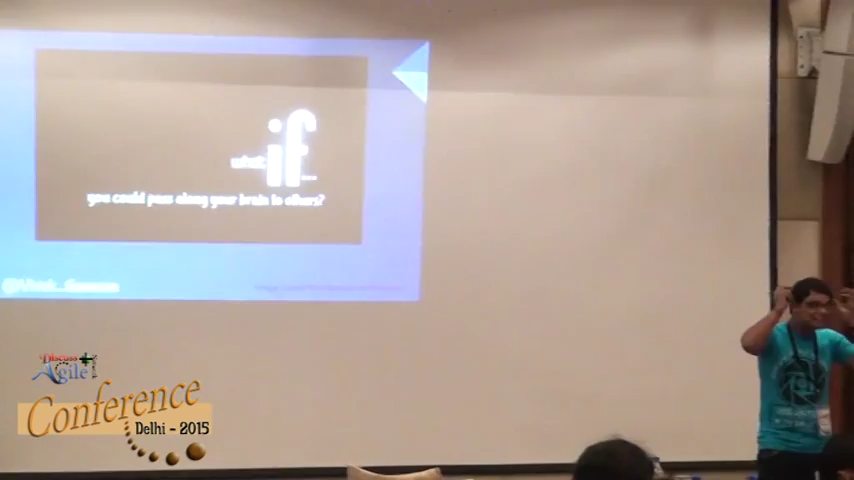 what
if...
you could pass along your brain to others?
Discuss
Agile
Conference
Delhi - 2015